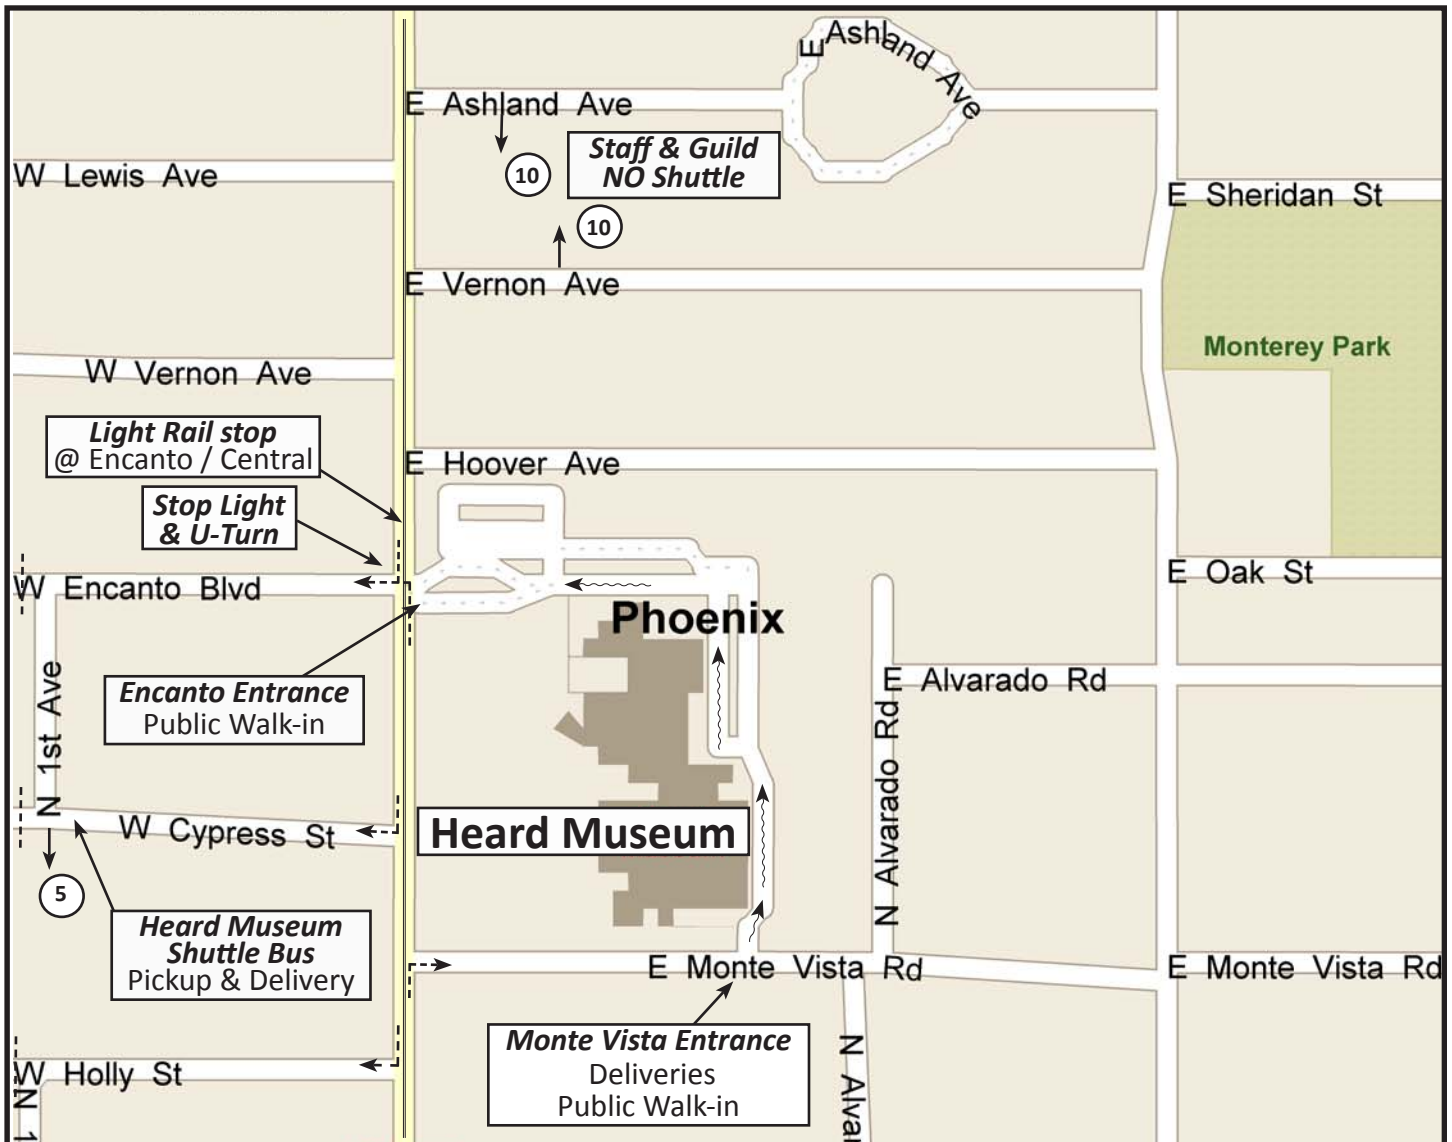 E
Ashland Ave
E Ashland Ave
Staff & Guild
NO Shuttle
10
W Lewis Ave
E Sheridan St
10
E Vernon Ave
Monterey Park
W Vernon Ave
Light Rail stop
@ Encanto / Central
E Hoover Ave
Stop Light
& U-Turn
W Encanto Blvd
E Oak St
Phoenix
Encanto Entrance
Public Walk-in
E Alvarado Rd
N 1st Ave
N Alvarado Rd
W Cypress St
Heard Museum
5
Heard Museum
Shuttle Bus
Pickup & Delivery
E Monte Vista Rd
E Monte Vista Rd
Monte Vista Entrance
Deliveries
Public Walk-in
W Holly St
N 1
N Alvar